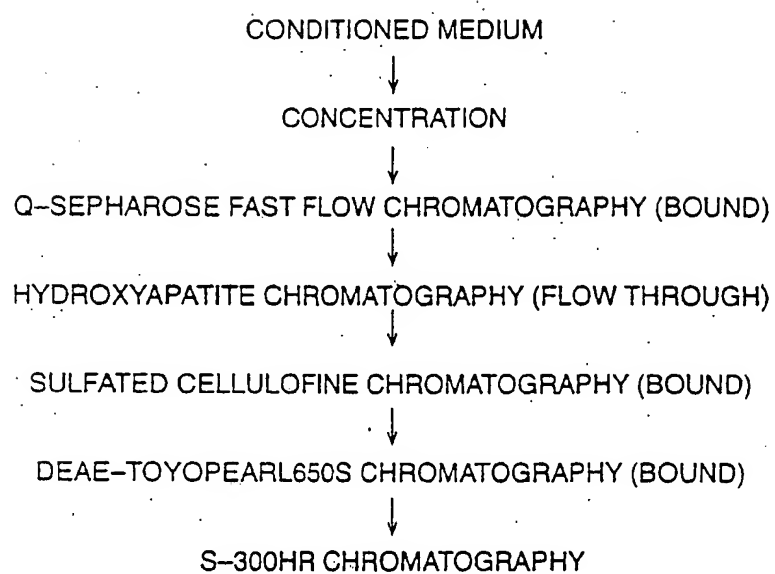 CONDITIONED MEDIUM
CONCENTRATION
Q-SEPHAROSE FAST FLOW CHROMATOGRAPHY (BOUND)
HYDROXYAPATITE CHROMATOGRAPHY (FLOW THROUGH)
SULFATED CELLULOFINE CHROMATOGRAPHY (BOUND)
DEAE-TOYOPEARL650S CHROMATOGRAPHY (BOUND)
S-300HR CHROMATOGRAPHY